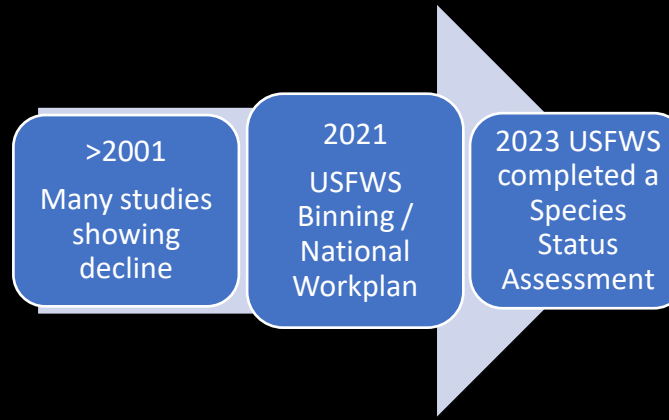 >2001
Many studies
showing
decline
2021
USFWS
Binning /
National
Workplan
2023 USFWS
completed a
Species
Status
Assessment